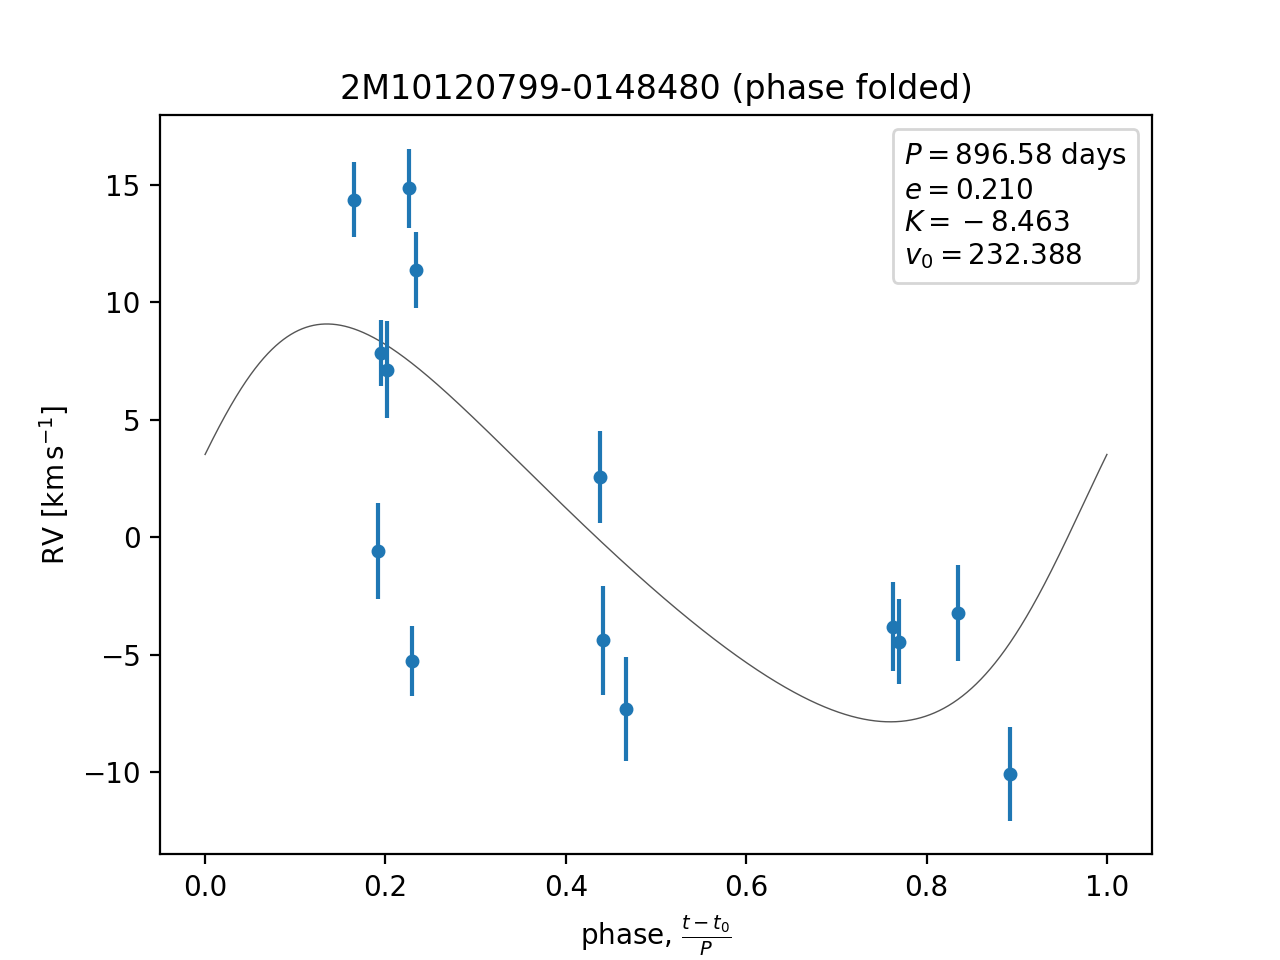 2M10120799-0148480 (phase folded)
P = 896.58 days
e = 0.210
K = −8.463
v₀ = 232.388
15
10
5
0
−5
−10
RV [km s⁻¹]
0.0 0.2 0.4 0.6 0.8 1.0
phase, (t − t₀)/P